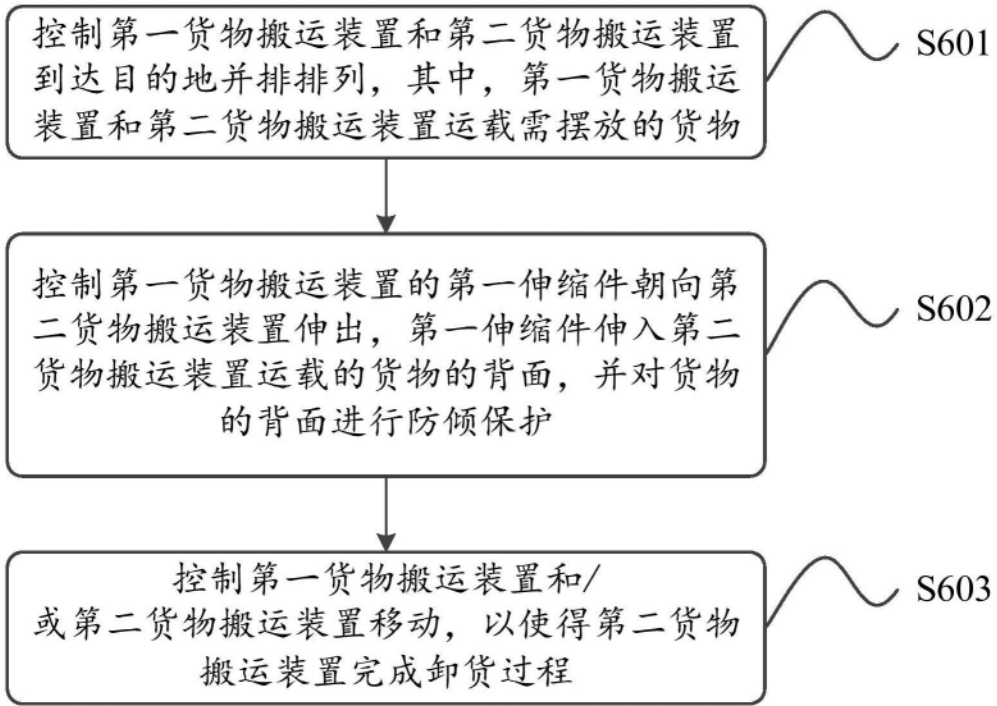 控制第一货物搬运装置和第二货物搬运装置
到达目的地并排排列，其中，第一货物搬运
装置和第二货物搬运装置运载需摆放的货物
S601
控制第一货物搬运装置的第一伸缩件朝向第
二货物搬运装置伸出，第一伸缩件伸入第二
货物搬运装置运载的货物的背面，并对货物
的背面进行防倾保护
S602
控制第一货物搬运装置和/
或第二货物搬运装置移动，以使得第二货物
搬运装置完成卸货过程
S603